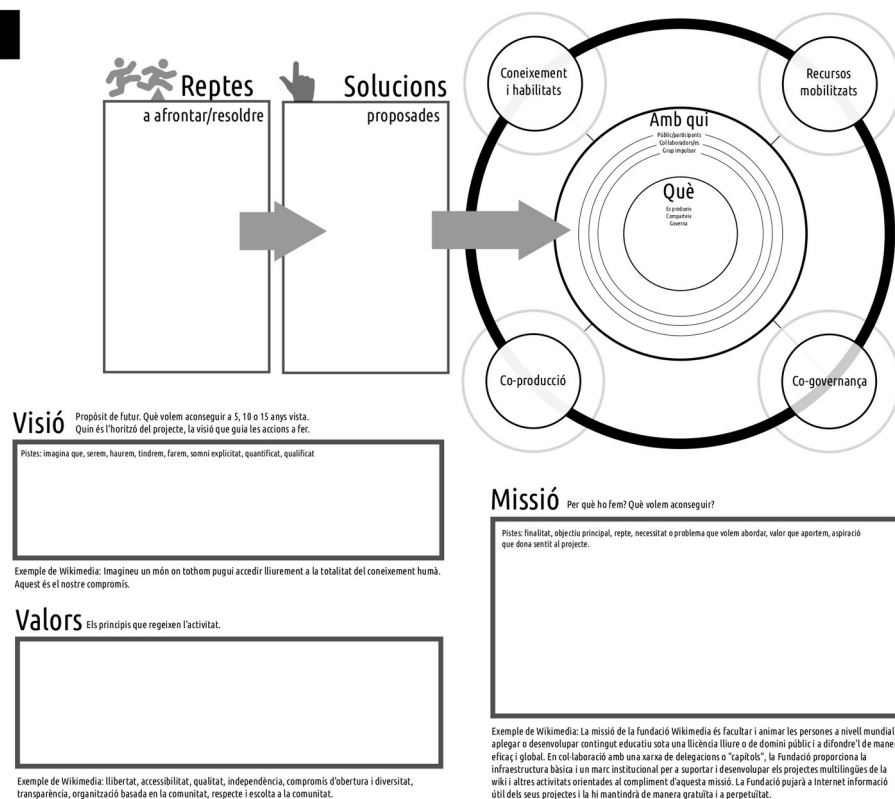 Reptes
a afrontar/resoldre
Solucions
proposades
Coneixement
i habilitats
Recursos
mobilitzats
Amb qui
Públic/participants
Col·laboradors/es
Grup impulsor
Què
Es produeix
Comparteix
Governa
Co-producció
Co-governança
Visió
Propòsit de futur. Què volem aconseguir a 5, 10 o 15 anys vista.
Quin és l'horitzó del projecte, la visió que guia les accions a fer.
Pistes: imagina que, serem, haurem, tindrem, farem, somni explicitat, quantificat, qualificat
Exemple de Wikimedia: Imagineu un món on tothom pugui accedir lliurement a la totalitat del coneixement humà.
Aquest és el nostre compromís.
Valors
Els principis que regeixen l'activitat.
Exemple de Wikimedia: llibertat, accessibilitat, qualitat, independència, compromís d'obertura i diversitat,
transparència, organització basada en la comunitat, respecte i escolta a la comunitat.
Missió
Per què ho fem? Què volem aconseguir?
Pistes: finalitat, objectiu principal, repte, necessitat o problema que volem abordar, valor que aportem, aspiració
que dona sentit al projecte.
Exemple de Wikimedia: La missió de la fundació Wikimedia és facultar i animar les persones a nivell mundial
aplegar o desenvolupar contingut educatiu sota una llicència lliure o de domini públic i a difondre'l de mane
eficaç i global. En col·laboració amb una xarxa de delegacions o "capítols", la Fundació proporciona la
infraestructura bàsica i un marc institucional per a suportar i desenvolupar els projectes multilingües de la
wiki i altres activitats orientades al compliment d'aquesta missió. La Fundació pujarà a Internet informació
útil dels seus projectes i la hi mantindrà de manera gratuïta i a perpetuïtat.